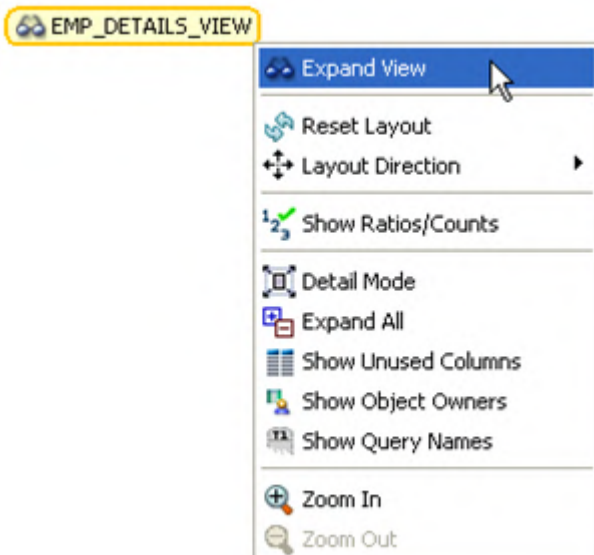 EMP_DETAILS_VIEW
Expand View
Reset Layout
Layout Direction
Show Ratios/Counts
Detail Mode
Expand All
Show Unused Columns
Show Object Owners
Show Query Names
Zoom In
Zoom Out